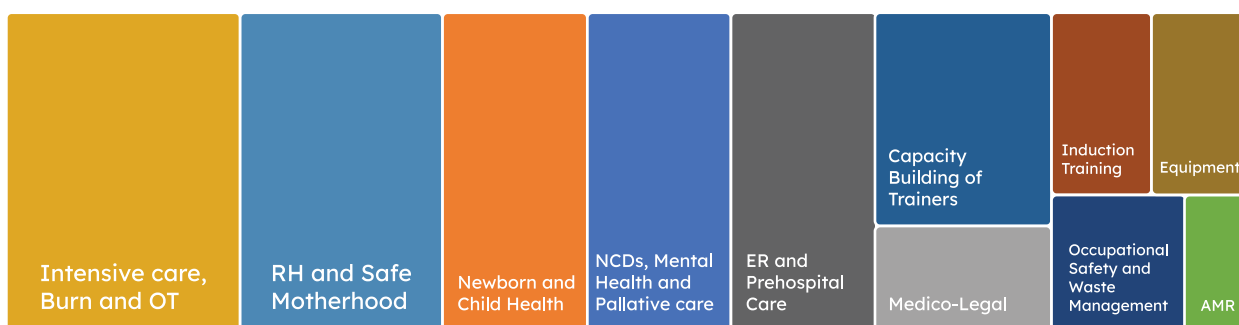 Intensive care,
Burn and OT
RH and Safe
Motherhood
Newborn and
Child Health
NCDs, Mental
Health and
Pallative care
ER and
Prehospital
Care
Capacity
Building of
Trainers
Medico-Legal
Induction
Training
Equipment
Occupational
Safety and
Waste
Management
AMR